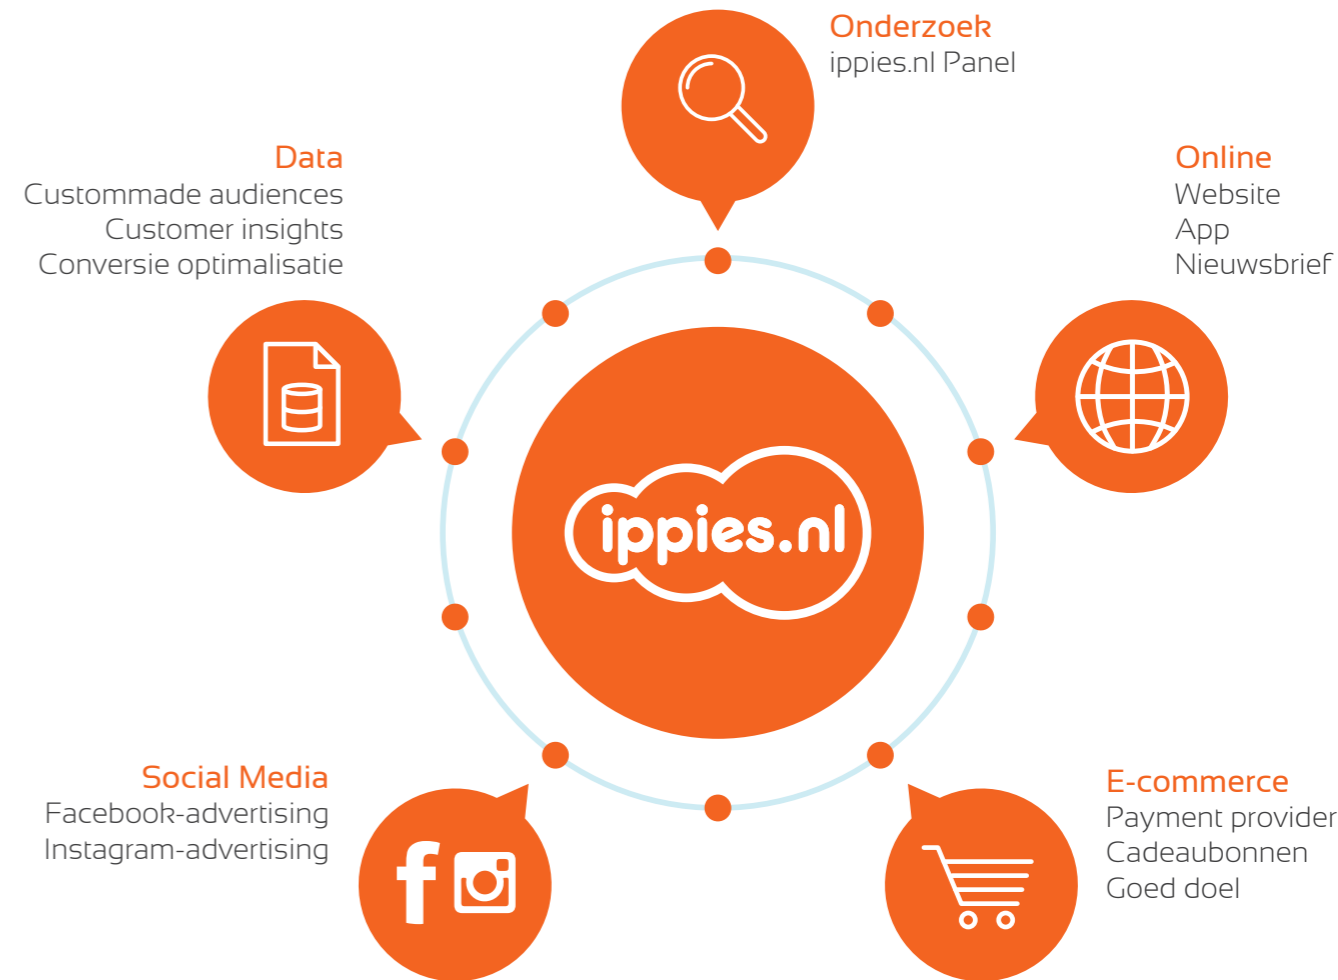 Onderzoek
ippies.nl Panel
Data
Custommade audiences
Customer insights
Conversie optimalisatie
Online
Website
App
Nieuwsbrief
ippies.nl
Social Media
Facebook-advertising
Instagram-advertising
f
E-commerce
Payment provider
Cadeaubonnen
Goed doel